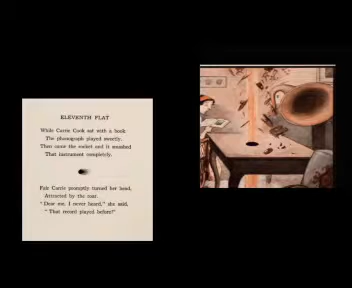 ELEVENTH FLAT
While Carrie Cook sat with a book
The phonograph played sweetly.
Then came the rocket and it smashed
That instrument completely.
Fair Carrie promptly turned her head,
Attracted by the roar.
"Dear me, I never heard," she said,
"That record played before!"